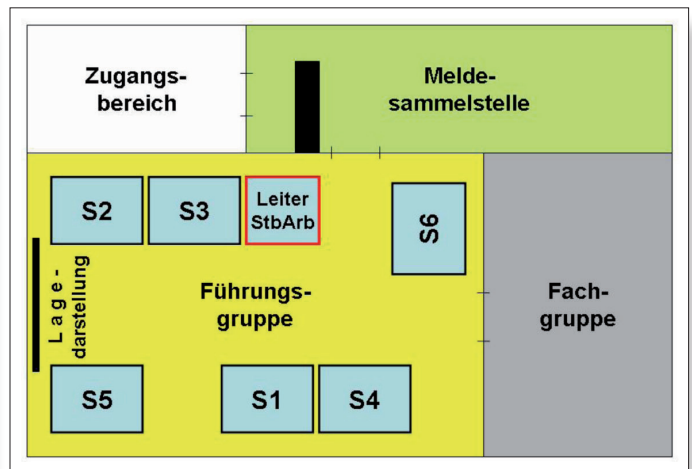 Zugangs-
bereich
Melde-
sammelstelle
S2
S3
Leiter
StbArb
S6
Lage-
darstellung
Führungs-
gruppe
Fach-
gruppe
S5
S1
S4